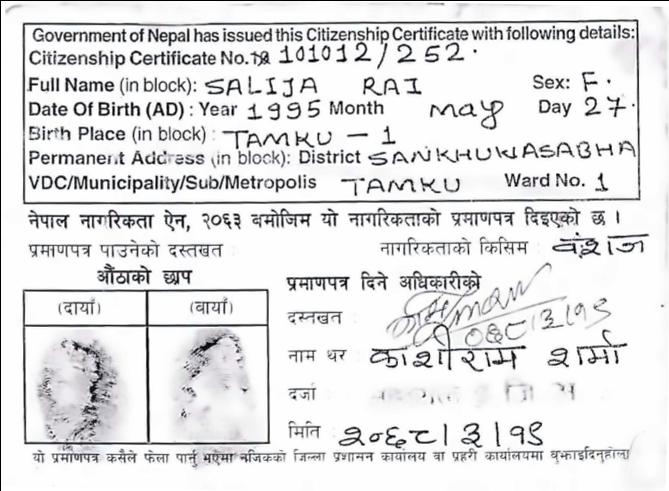 Government of Nepal has issued this Citizenship Certificate with following details:
Citizenship Certificate No. 101012/252.
Full Name (in block): SALIJA RAI Sex: F.
Date Of Birth (AD) : Year 1995 Month may Day 27.
Birth Place (in block) : TAMKU - 1
Permanent Address (in block): District SANKHUWASABHA
VDC/Municipality/Sub/Metropolis TAMKU Ward No. 1
नेपाल नागरिकता ऐन, २०६३ बमोजिम यो नागरिकताको प्रमाणपत्र दिइएको छ ।
प्रमाणपत्र पाउनेको दस्तखत नागरिकताको किसिम : वंशज
औंठाको छाप
(दायाँ) (बायाँ)
प्रमाणपत्र दिने अधिकारीको
दस्तखत :
नाम थर : काशीराम शर्मा
दर्जा :
मिति : २०६८।३।१९
यो प्रमाणपत्र कसैले फेला पार्नु भएमा नजिकको जिल्ला प्रशासन कार्यालय वा प्रहरी कार्यालयमा बुझाइदिनुहोला